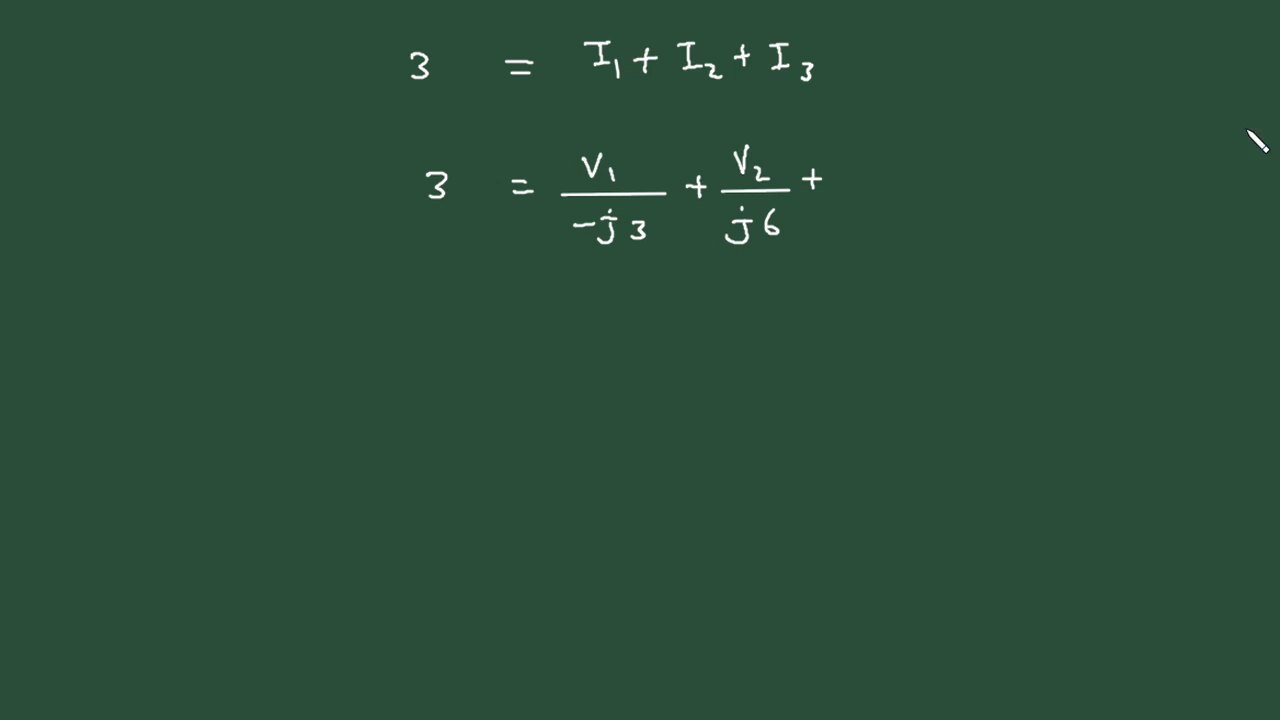 3 = I₁ + I₂ + I₃
3 = V₁/-j3 + V₂/j6 +